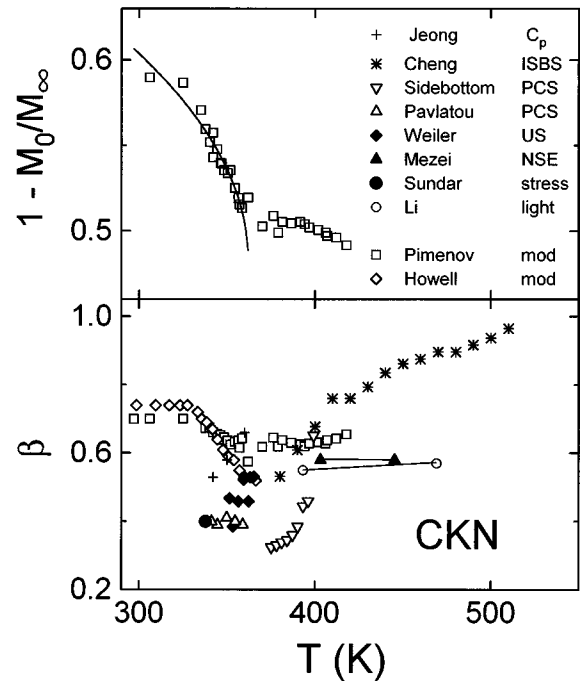 1 - M₀/M∞
0.6
0.5
Jeong Cₚ
Cheng ISBS
Sidebottom PCS
Pavlatou PCS
Weiler US
Mezei NSE
Sundar stress
Li light
Pimenov mod
Howell mod
β
1.0
0.6
0.2
CKN
300 400 500
T (K)